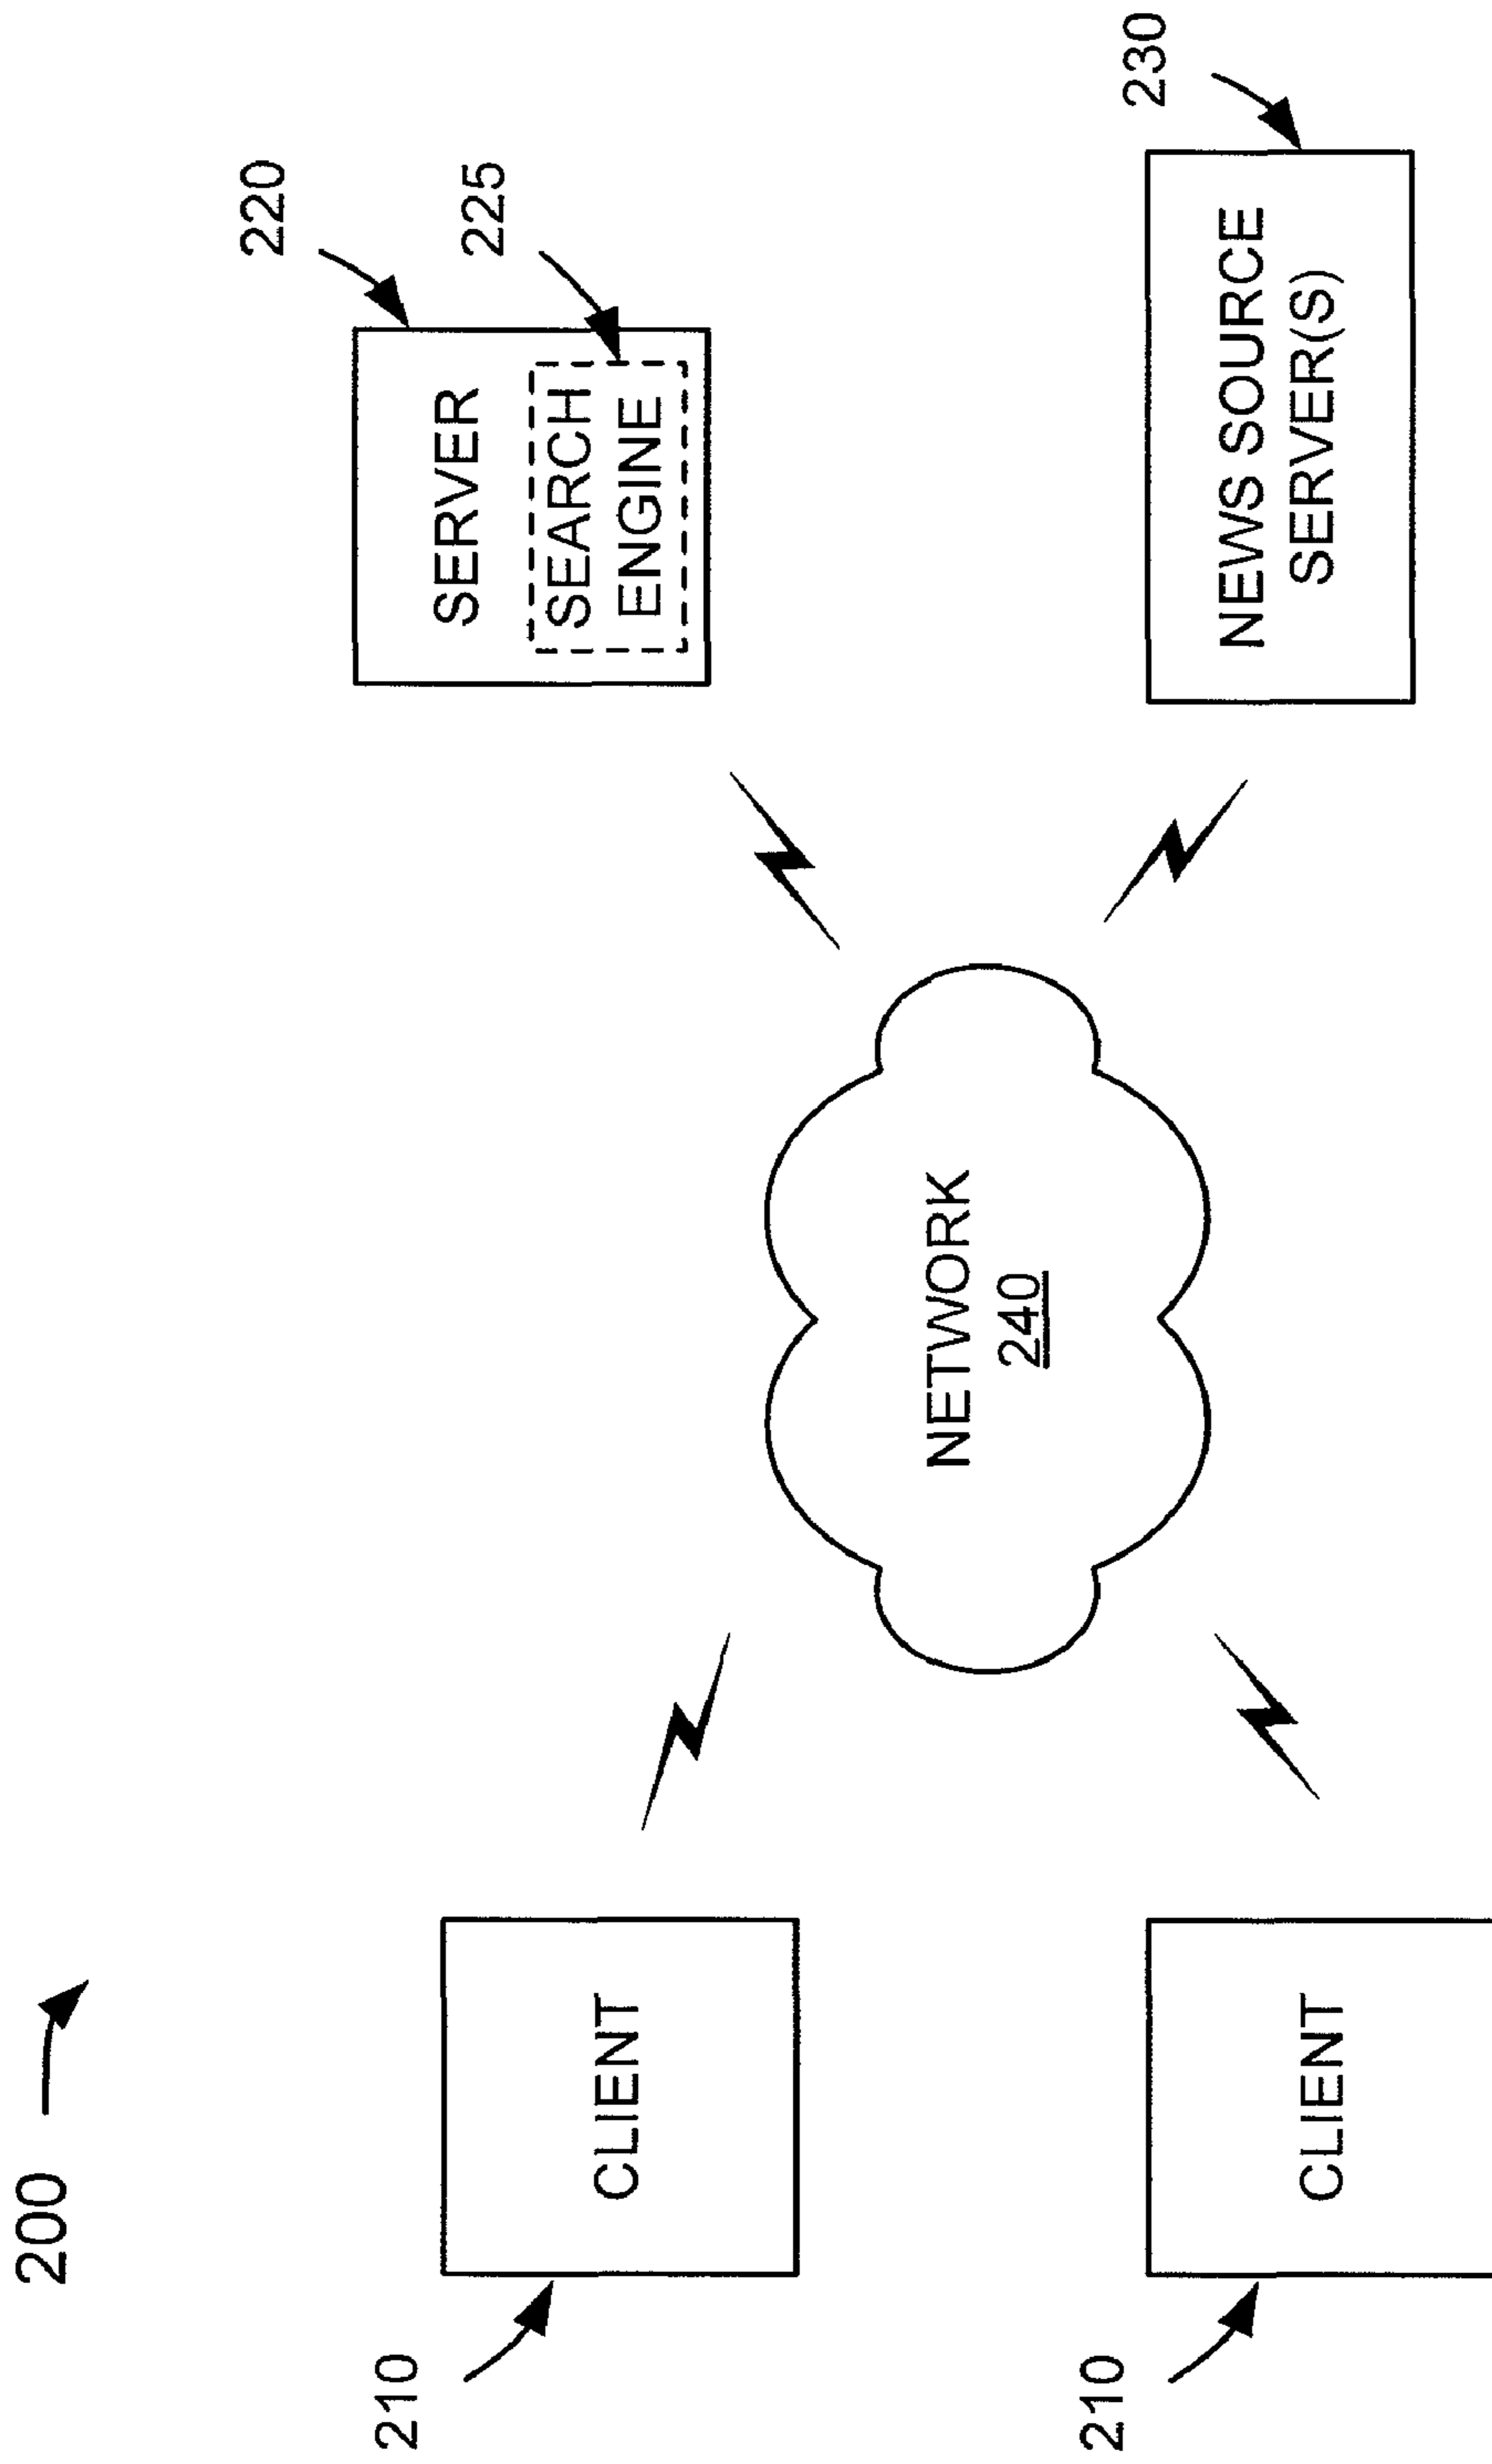 200
210
CLIENT
220
SERVER
225
SEARCH
ENGINE
NETWORK
240
210
CLIENT
230
NEWS SOURCE
SERVER(S)